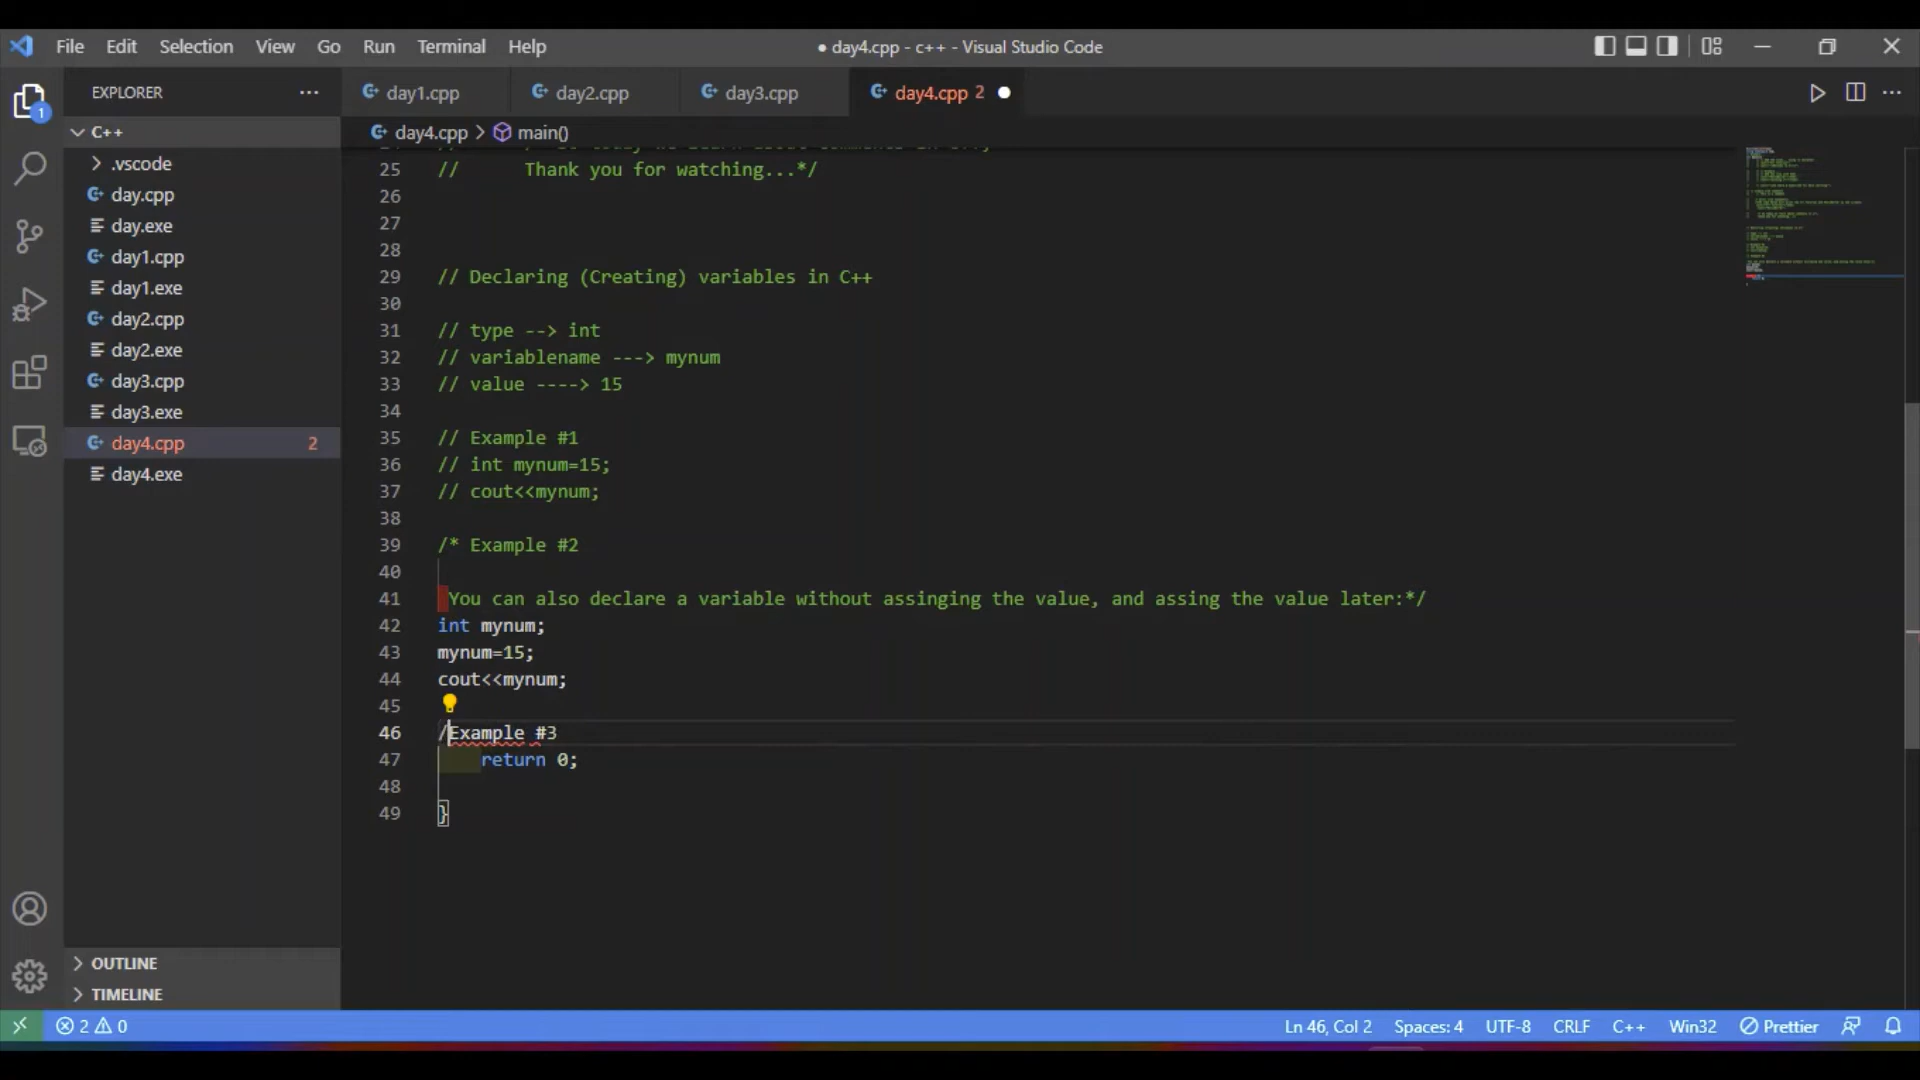 File Edit Selection View Go Run Terminal Help
● day4.cpp - c++ - Visual Studio Code
EXPLORER
day1.cpp
day2.cpp
day3.cpp
day4.cpp 2
C++
day4.cpp > main()
.vscode
day.cpp
day.exe
day1.cpp
day1.exe
day2.cpp
day2.exe
day3.cpp
day3.exe
day4.cpp 2
day4.exe
25 // Thank you for watching...*/
26
27
28
29 // Declaring (Creating) variables in C++
30
31 // type --> int
32 // variablename ---> mynum
33 // value ----> 15
34
35 // Example #1
36 // int mynum=15;
37 // cout<<mynum;
38
39 /* Example #2
40
41 You can also declare a variable without assinging the value, and assing the value later:*/
42 int mynum;
43 mynum=15;
44 cout<<mynum;
45
46 /Example #3
47 return 0;
48
49 }
OUTLINE
TIMELINE
1
2 0
Ln 46, Col 2 Spaces: 4 UTF-8 CRLF C++ Win32 Prettier